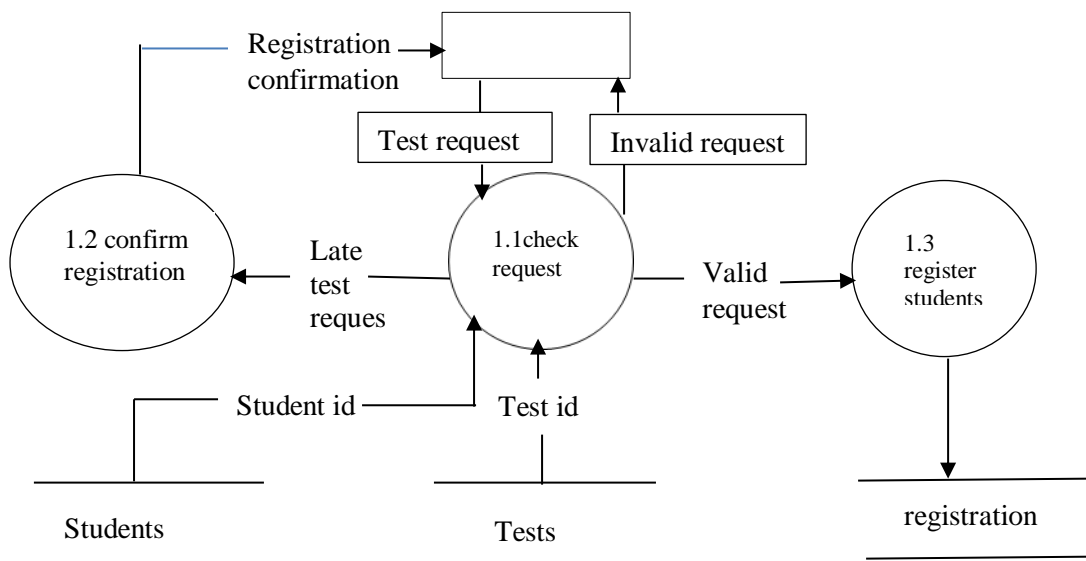 Registration
confirmation
Test request
Invalid request
1.2 confirm
registration
Late
test
reques
1.1check
request
Valid
request
1.3
register
students
Student id
Test id
Students
Tests
registration